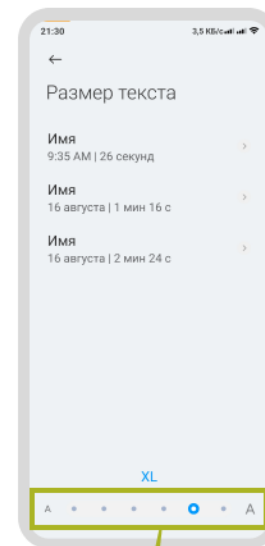 21:30 3,5 КБ/с
←
Размер текста
Имя
9:35 AM | 26 секунд
Имя
16 августа | 1 мин 16 с
Имя
16 августа | 2 мин 24 с
XL
A A